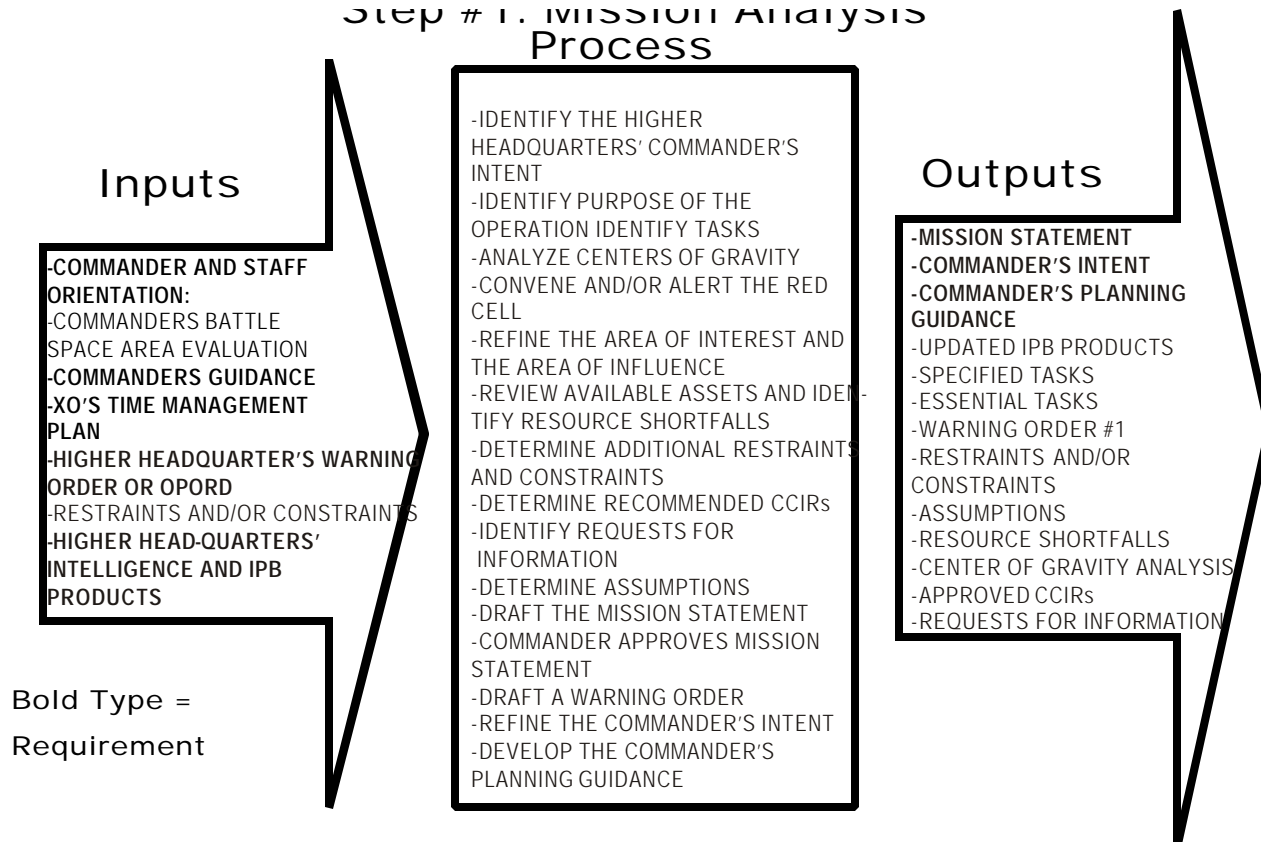 Step #1: Mission Analysis
Process
Inputs
-COMMANDER AND STAFF
ORIENTATION:
-COMMANDERS BATTLE
SPACE AREA EVALUATION
-COMMANDERS GUIDANCE
-XO'S TIME MANAGEMENT
PLAN
-HIGHER HEADQUARTER'S WARNING
ORDER OR OPORD
-RESTRAINTS AND/OR CONSTRAINTS
-HIGHER HEAD-QUARTERS'
INTELLIGENCE AND IPB
PRODUCTS
Bold Type =
Requirement
-IDENTIFY THE HIGHER
HEADQUARTERS' COMMANDER'S
INTENT
-IDENTIFY PURPOSE OF THE
OPERATION IDENTIFY TASKS
-ANALYZE CENTERS OF GRAVITY
-CONVENE AND/OR ALERT THE RED
CELL
-REFINE THE AREA OF INTEREST AND
THE AREA OF INFLUENCE
-REVIEW AVAILABLE ASSETS AND IDEN-
TIFY RESOURCE SHORTFALLS
-DETERMINE ADDITIONAL RESTRAINTS
AND CONSTRAINTS
-DETERMINE RECOMMENDED CCIRs
-IDENTIFY REQUESTS FOR
INFORMATION
-DETERMINE ASSUMPTIONS
-DRAFT THE MISSION STATEMENT
-COMMANDER APPROVES MISSION
STATEMENT
-DRAFT A WARNING ORDER
-REFINE THE COMMANDER'S INTENT
-DEVELOP THE COMMANDER'S
PLANNING GUIDANCE
Outputs
-MISSION STATEMENT
-COMMANDER'S INTENT
-COMMANDER'S PLANNING
GUIDANCE
-UPDATED IPB PRODUCTS
-SPECIFIED TASKS
-ESSENTIAL TASKS
-WARNING ORDER #1
-RESTRAINTS AND/OR
CONSTRAINTS
-ASSUMPTIONS
-RESOURCE SHORTFALLS
-CENTER OF GRAVITY ANALYSIS
-APPROVED CCIRs
-REQUESTS FOR INFORMATION